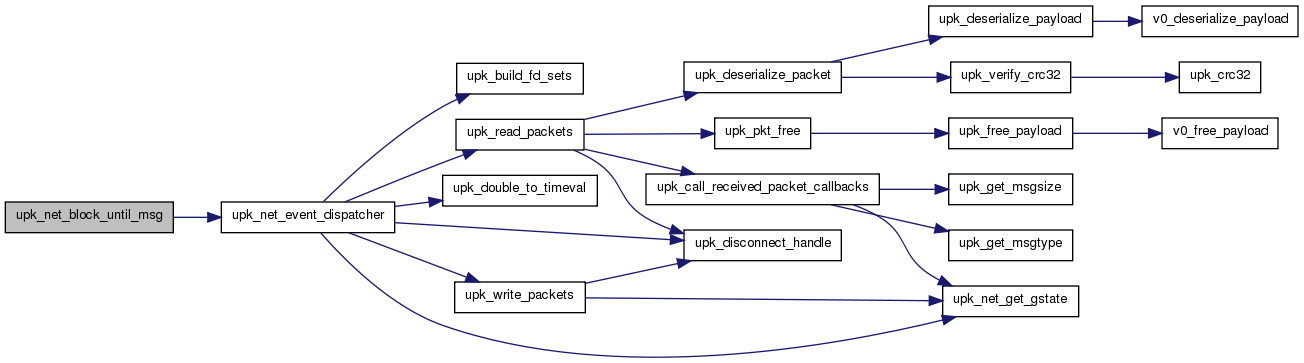 upk_net_block_until_msg
upk_net_event_dispatcher
upk_build_fd_sets
upk_read_packets
upk_double_to_timeval
upk_write_packets
upk_deserialize_packet
upk_pkt_free
upk_call_received_packet_callbacks
upk_disconnect_handle
upk_deserialize_payload
upk_verify_crc32
upk_free_payload
upk_get_msgsize
upk_get_msgtype
upk_net_get_gstate
v0_deserialize_payload
upk_crc32
v0_free_payload